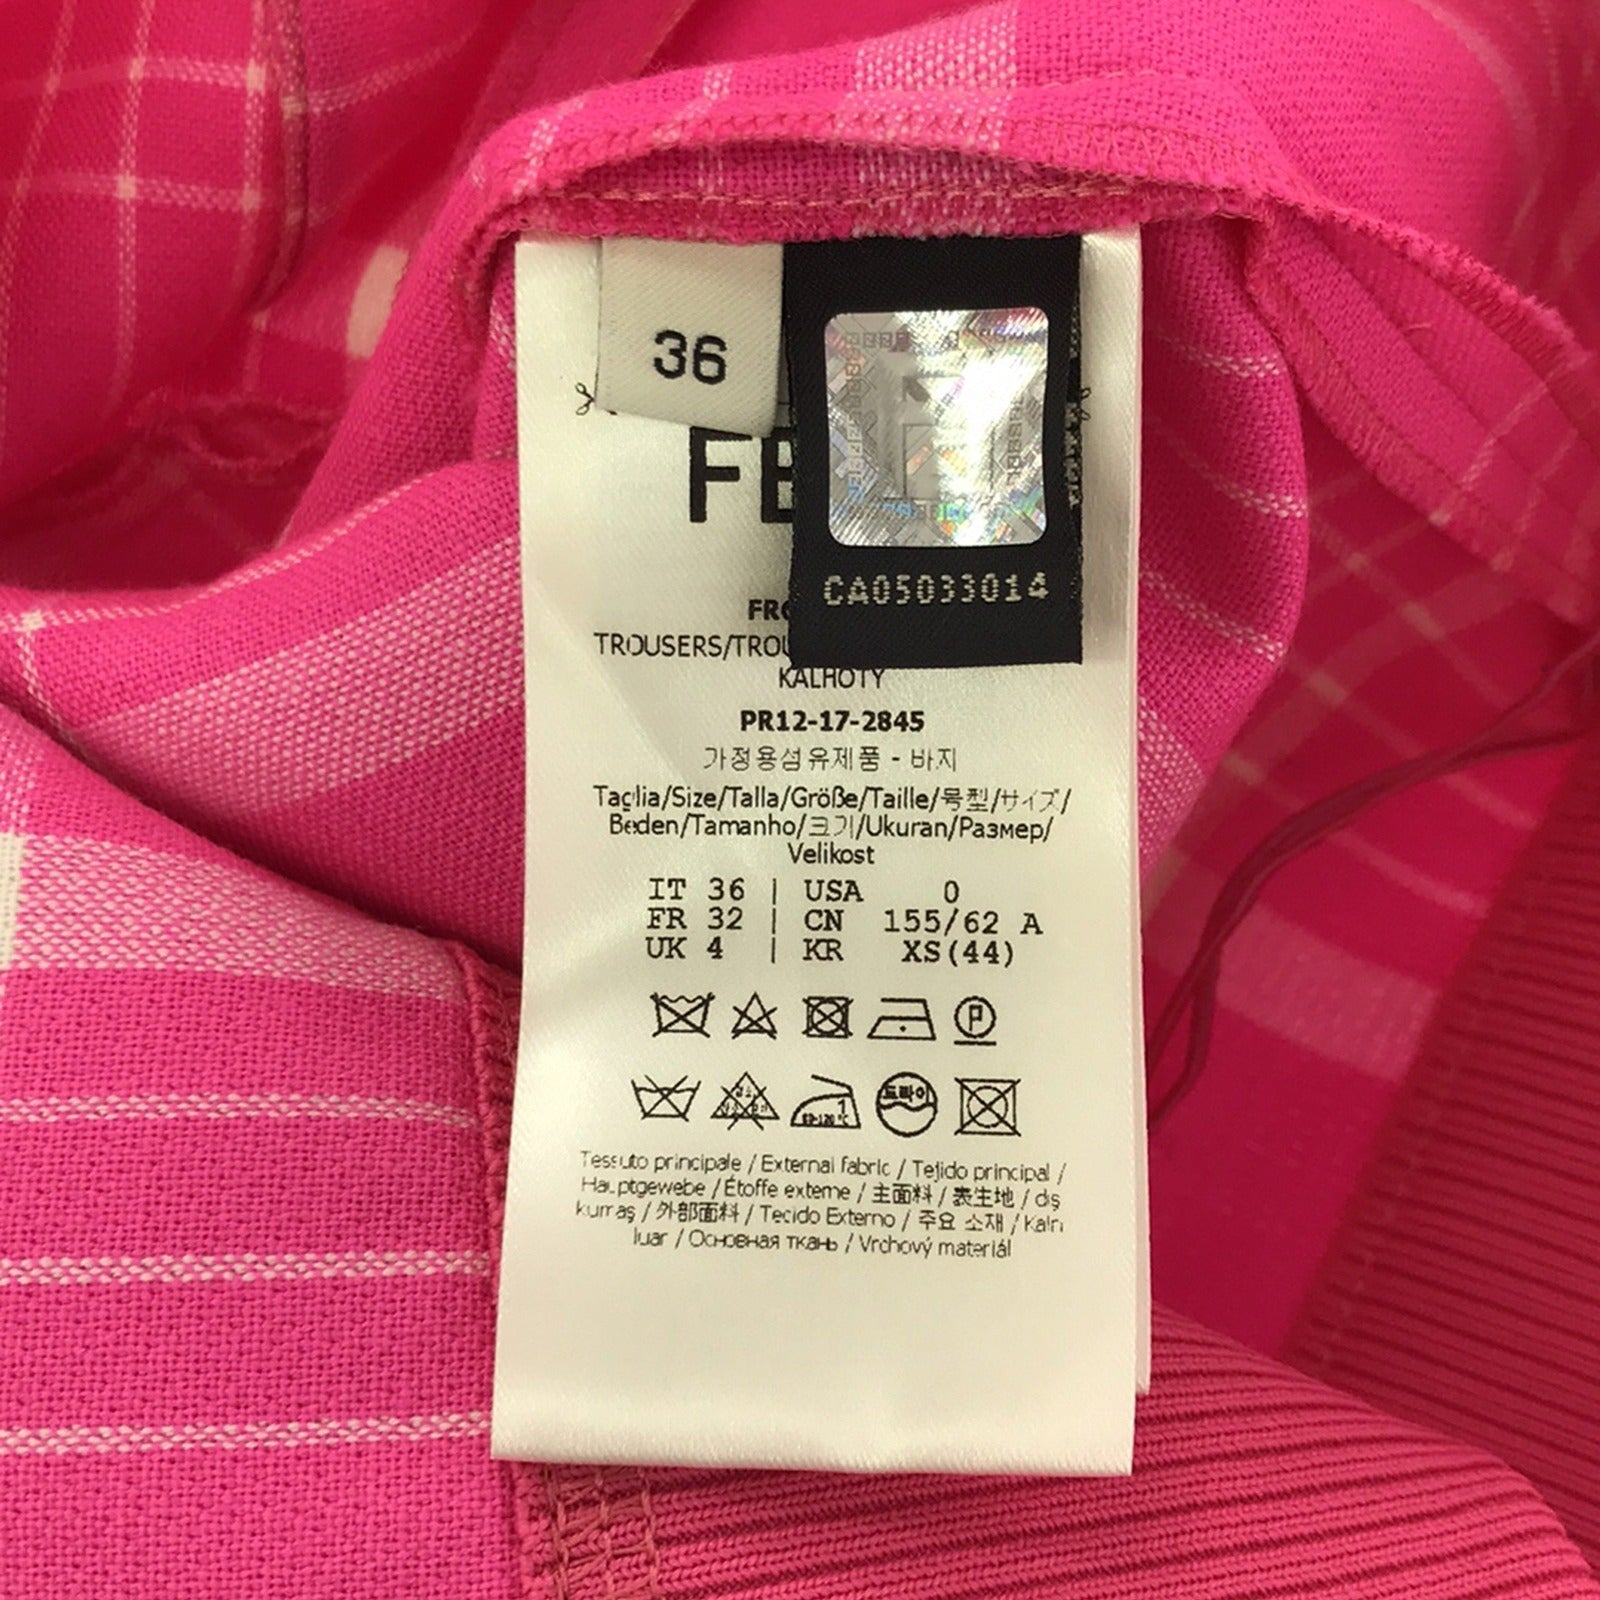 36
FE
CA05033014
TROUSERS/TROU
KALHOTY
PR12-17-2845
가정용섬유제품 - 바지
Taglia/Size/Talla/Größe/Taille/号型/サイズ/
Beden/Tamanho/크기/Ukuran/Размер/
Velikost
IT 36 | USA 0
FR 32 | CN 155/62 A
UK 4 | KR XS(44)
P
드라이
Tessuto principale / External fabric / Tejido principal /
Hauptgewebe / Étoffe externe / 主面料 / 表生地 / dış
kumaş / 外部面料 / Tecido Externo / 주요 소재 / Kain
luar / Основная ткань / Vrchový materiál